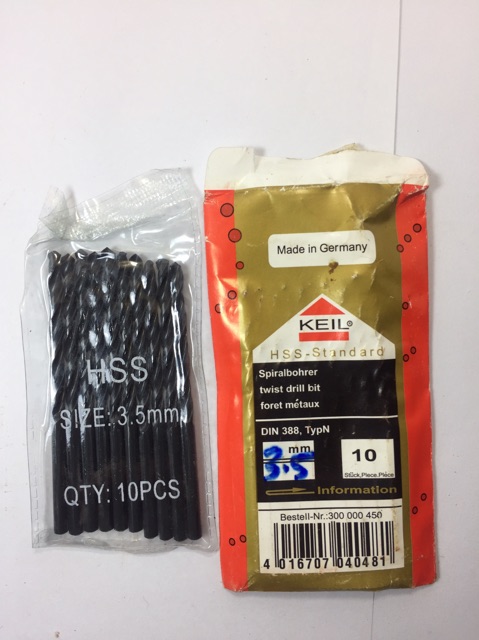 HSS
SIZE: 3.5mm
QTY: 10PCS
Made in Germany
KEIL®
HSS-Standard
Spiralbohrer
twist drill bit
foret métaux
DIN 388, TypN
mm
3.5
10
Stück,Piece,Pièce
Information
Bestell-Nr.:300 000 450
4 016707 040481